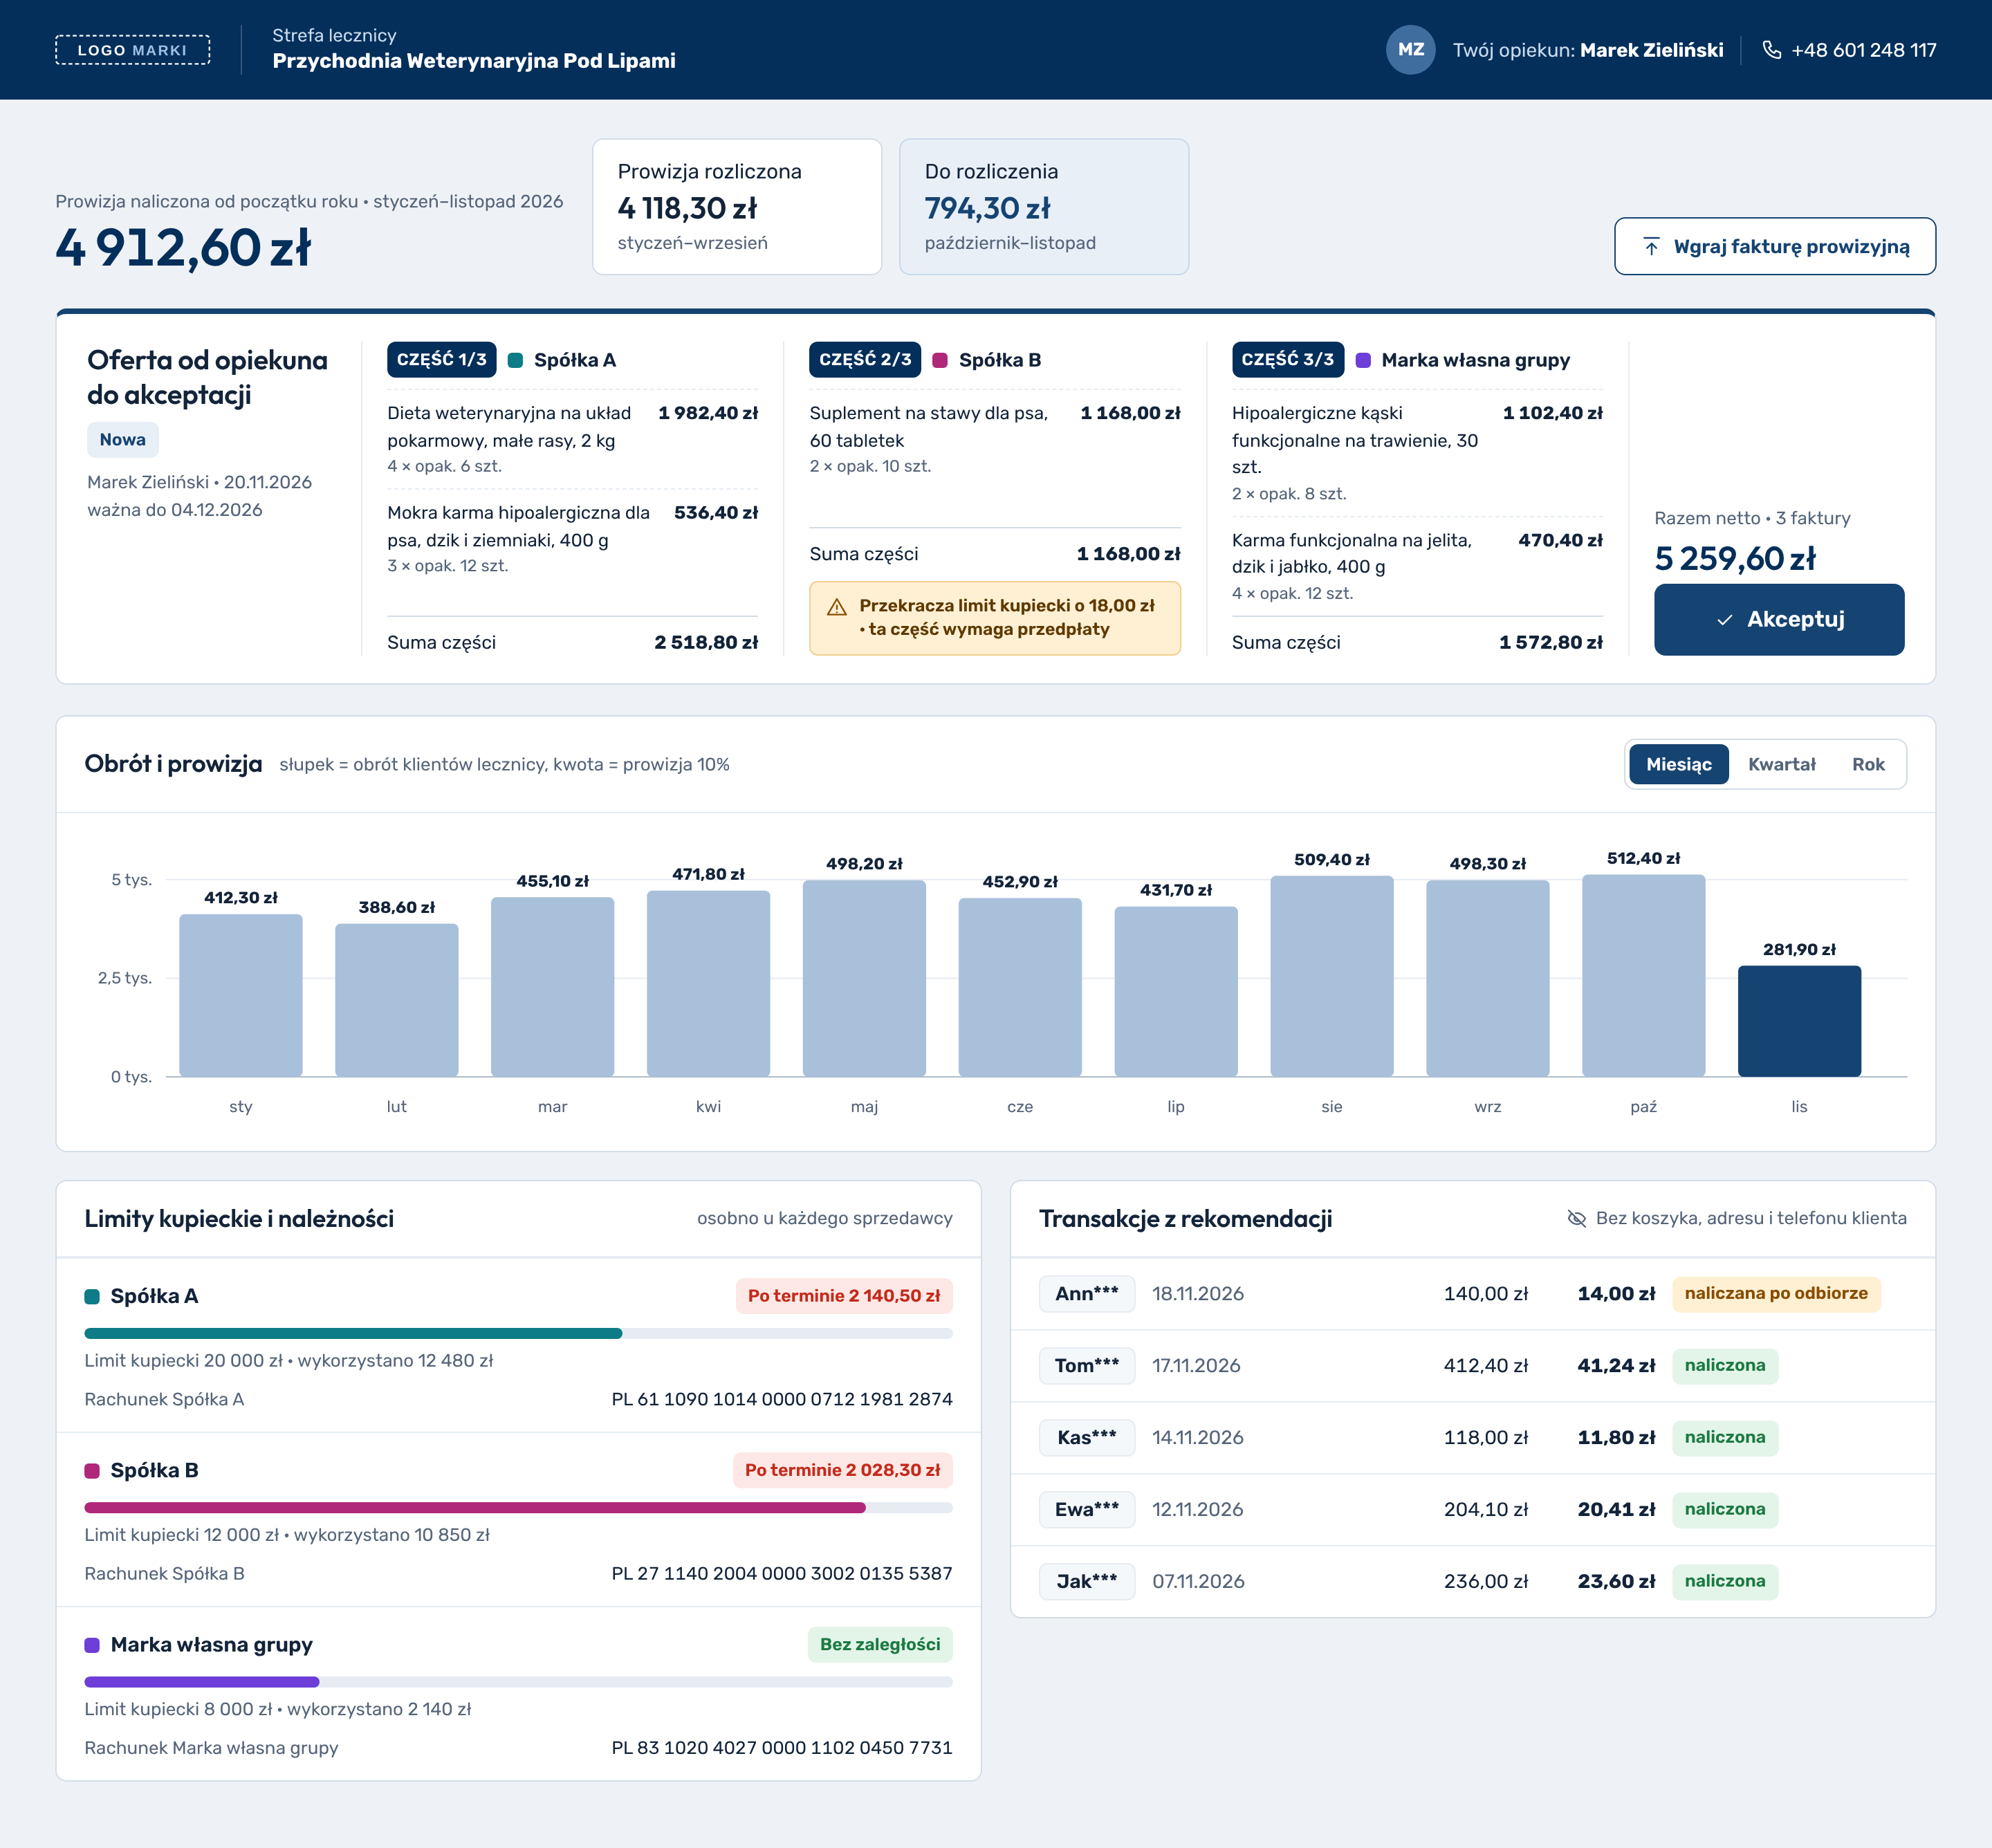 LOGO MARKI
Strefa lecznicy
Przychodnia Weterynaryjna Pod Lipami
MZ
Twój opiekun: Marek Zieliński
+48 601 248 117
Prowizja naliczona od początku roku • styczeń–listopad 2026
4 912,60 zł
Prowizja rozliczona
4 118,30 zł
styczeń–wrzesień
Do rozliczenia
794,30 zł
październik–listopad
Wgraj fakturę prowizyjną
Oferta od opiekuna
do akceptacji
Nowa
Marek Zieliński • 20.11.2026
ważna do 04.12.2026
CZĘŚĆ 1/3
Spółka A
Dieta weterynaryjna na układ
pokarmowy, małe rasy, 2 kg
4 × opak. 6 szt.
1 982,40 zł
Mokra karma hipoalergiczna dla
psa, dzik i ziemniaki, 400 g
3 × opak. 12 szt.
536,40 zł
Suma części
2 518,80 zł
CZĘŚĆ 2/3
Spółka B
Suplement na stawy dla psa,
60 tabletek
2 × opak. 10 szt.
1 168,00 zł
Suma części
1 168,00 zł
Przekracza limit kupiecki o 18,00 zł
• ta część wymaga przedpłaty
CZĘŚĆ 3/3
Marka własna grupy
Hipoalergiczne kąski
funkcjonalne na trawienie, 30
szt.
2 × opak. 8 szt.
1 102,40 zł
Karma funkcjonalna na jelita,
dzik i jabłko, 400 g
4 × opak. 12 szt.
470,40 zł
Suma części
1 572,80 zł
Razem netto • 3 faktury
5 259,60 zł
Akceptuj
Obrót i prowizja
słupek = obrót klientów lecznicy, kwota = prowizja 10%
Miesiąc
Kwartał
Rok
5 tys.
2,5 tys.
0 tys.
412,30 zł
388,60 zł
455,10 zł
471,80 zł
498,20 zł
452,90 zł
431,70 zł
509,40 zł
498,30 zł
512,40 zł
281,90 zł
sty
lut
mar
kwi
maj
cze
lip
sie
wrz
paź
lis
Limity kupieckie i należności
osobno u każdego sprzedawcy
Spółka A
Po terminie 2 140,50 zł
Limit kupiecki 20 000 zł • wykorzystano 12 480 zł
Rachunek Spółka A
PL 61 1090 1014 0000 0712 1981 2874
Spółka B
Po terminie 2 028,30 zł
Limit kupiecki 12 000 zł • wykorzystano 10 850 zł
Rachunek Spółka B
PL 27 1140 2004 0000 3002 0135 5387
Marka własna grupy
Bez zaległości
Limit kupiecki 8 000 zł • wykorzystano 2 140 zł
Rachunek Marka własna grupy
PL 83 1020 4027 0000 1102 0450 7731
Transakcje z rekomendacji
Bez koszyka, adresu i telefonu klienta
Ann*** 18.11.2026 140,00 zł 14,00 zł naliczana po odbiorze
Tom*** 17.11.2026 412,40 zł 41,24 zł naliczona
Kas*** 14.11.2026 118,00 zł 11,80 zł naliczona
Ewa*** 12.11.2026 204,10 zł 20,41 zł naliczona
Jak*** 07.11.2026 236,00 zł 23,60 zł naliczona